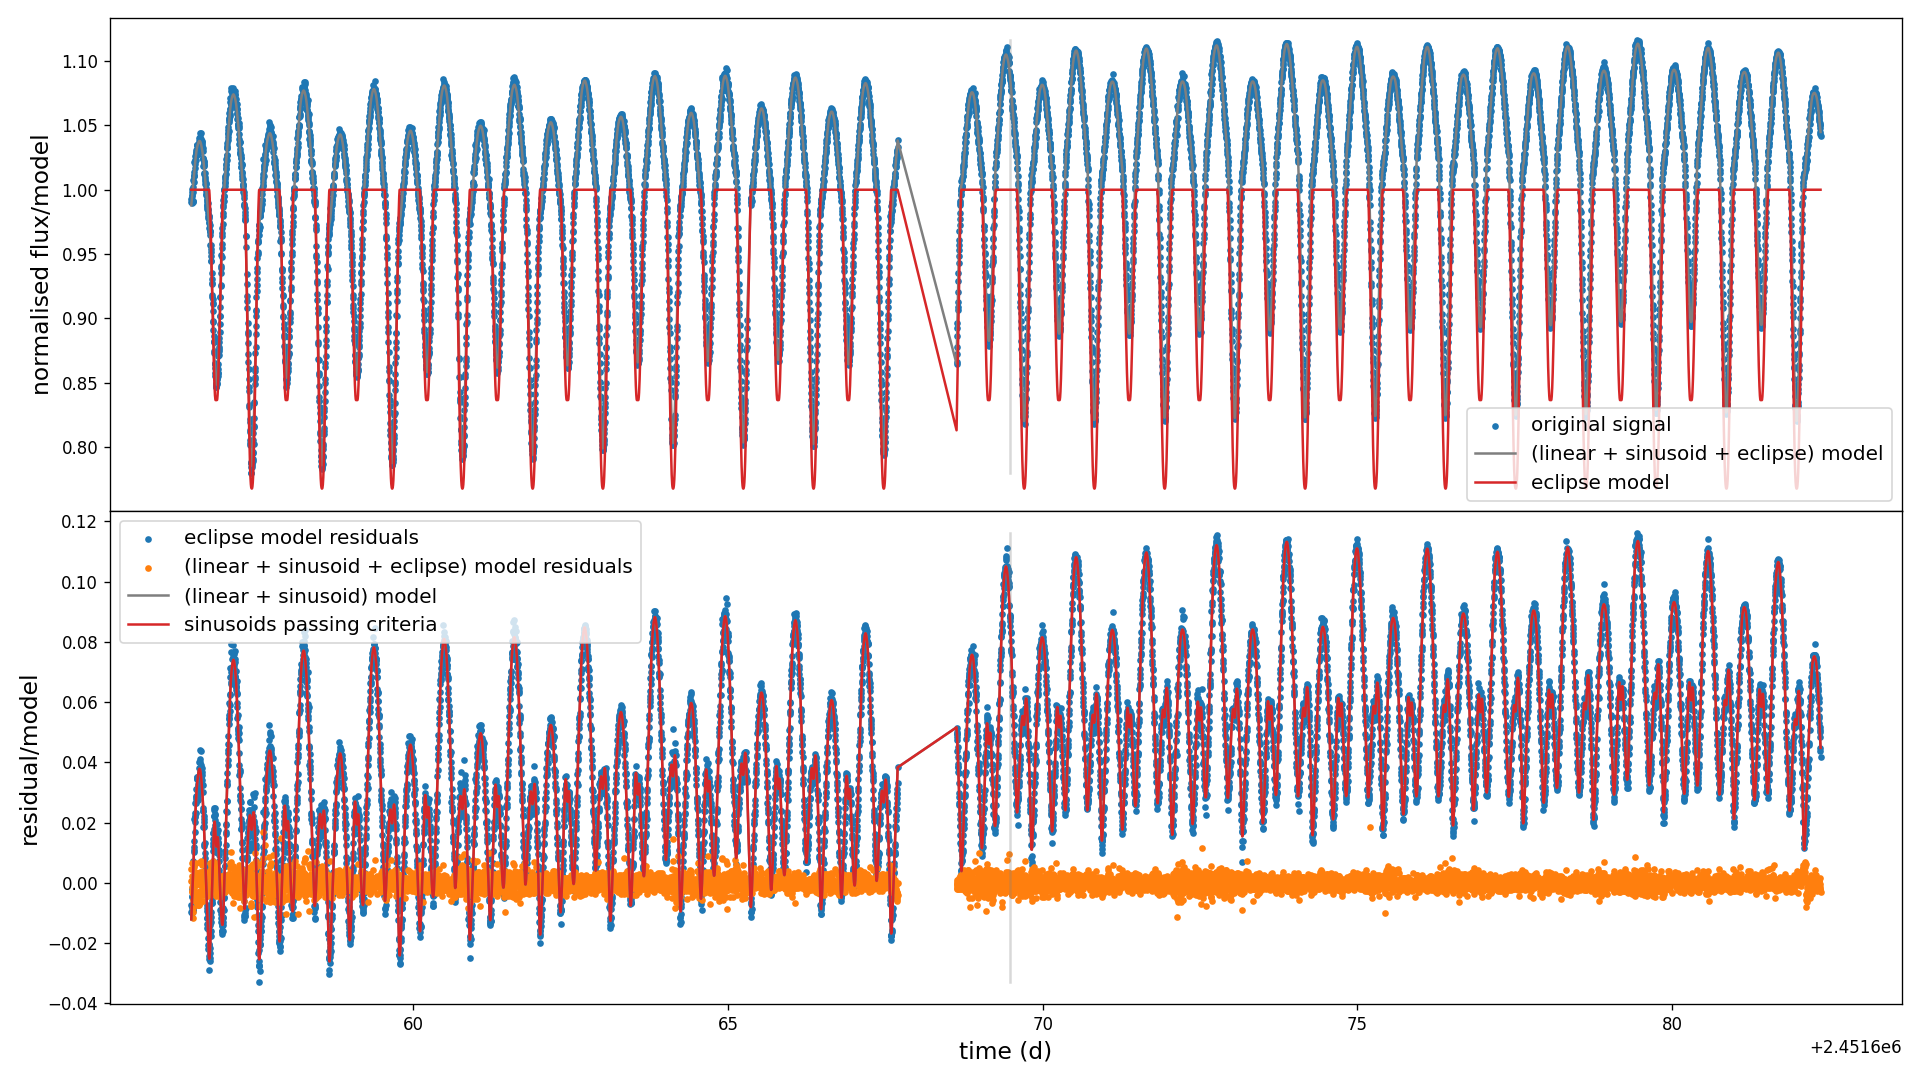 normalised flux/model
1.10
1.05
1.00
0.95
0.90
0.85
0.80
original signal
(linear + sinusoid + eclipse) model
eclipse model
residual/model
0.12
0.10
0.08
0.06
0.04
0.02
0.00
−0.02
−0.04
eclipse model residuals
(linear + sinusoid + eclipse) model residuals
(linear + sinusoid) model
sinusoids passing criteria
60
65
70
75
80
time (d)
+2.4516e6